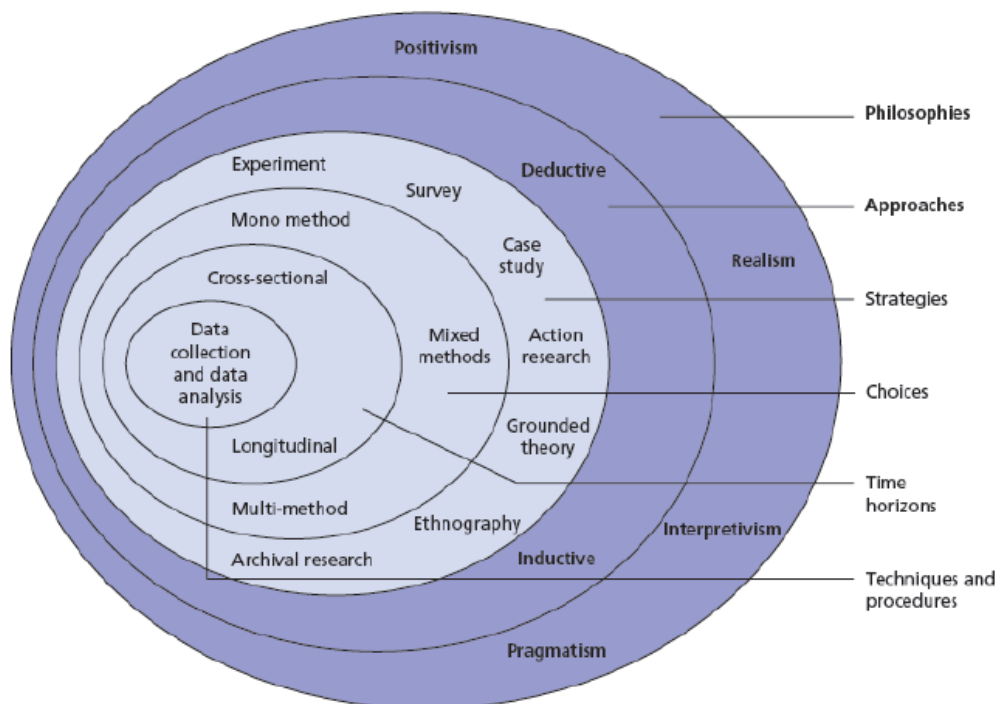 Positivism
Philosophies
Experiment
Deductive
Survey
Approaches
Mono method
Case
study
Realism
Cross-sectional
Strategies
Data
collection
and data
analysis
Mixed
methods
Action
research
Choices
Grounded
theory
Longitudinal
Time
horizons
Multi-method
Ethnography
Interpretivism
Archival research
Inductive
Techniques and
procedures
Pragmatism